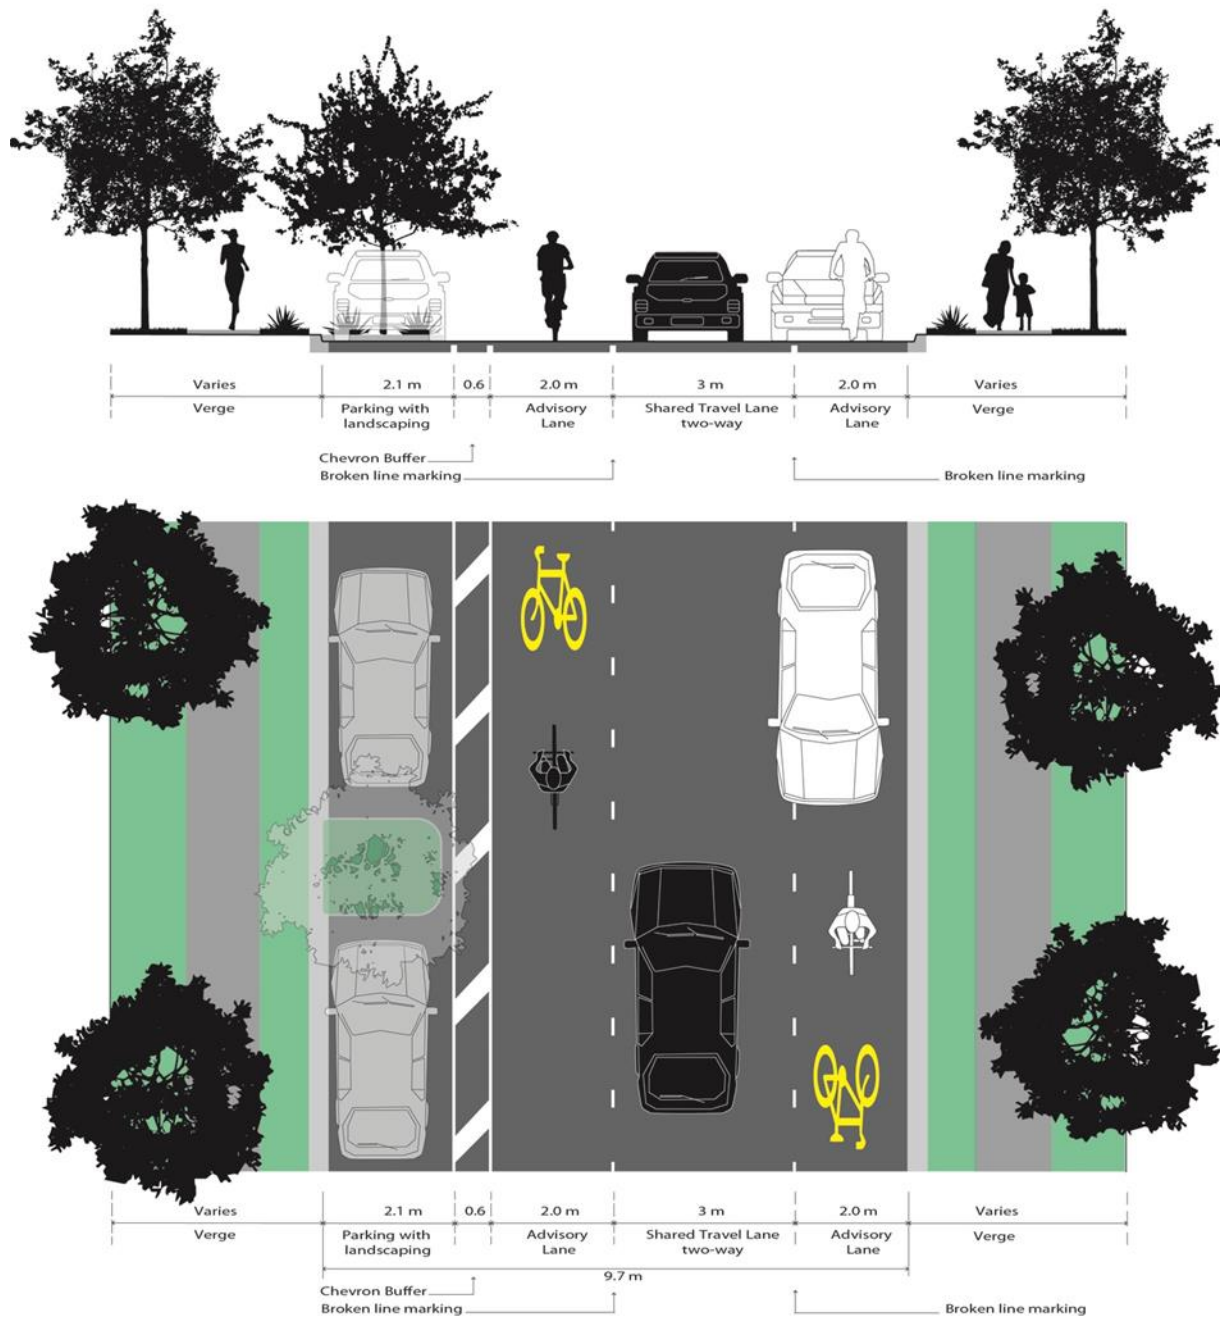 Varies 2.1 m 0.6 2.0 m 3 m 2.0 m Varies
Verge Parking with Advisory Shared Travel Lane Advisory Verge
landscaping Lane two-way Lane
Chevron Buffer
Broken line marking Broken line marking
Varies 2.1 m 0.6 2.0 m 3 m 2.0 m Varies
Verge Parking with Advisory Shared Travel Lane Advisory Verge
landscaping Lane two-way Lane
9.7 m
Chevron Buffer
Broken line marking Broken line marking